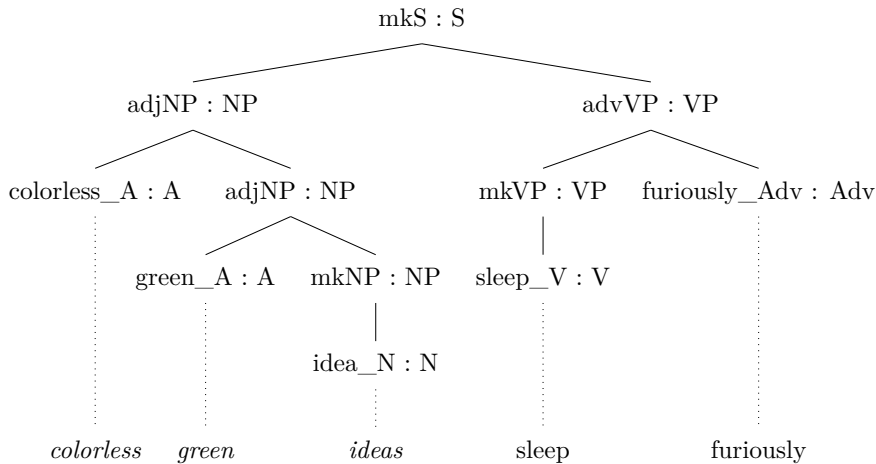 mkS : S
adjNP : NP advVP : VP
colorless_A : A adjNP : NP mkVP : VP furiously_Adv : Adv
green_A : A mkNP : NP sleep_V : V
idea_N : N
colorless green ideas sleep furiously